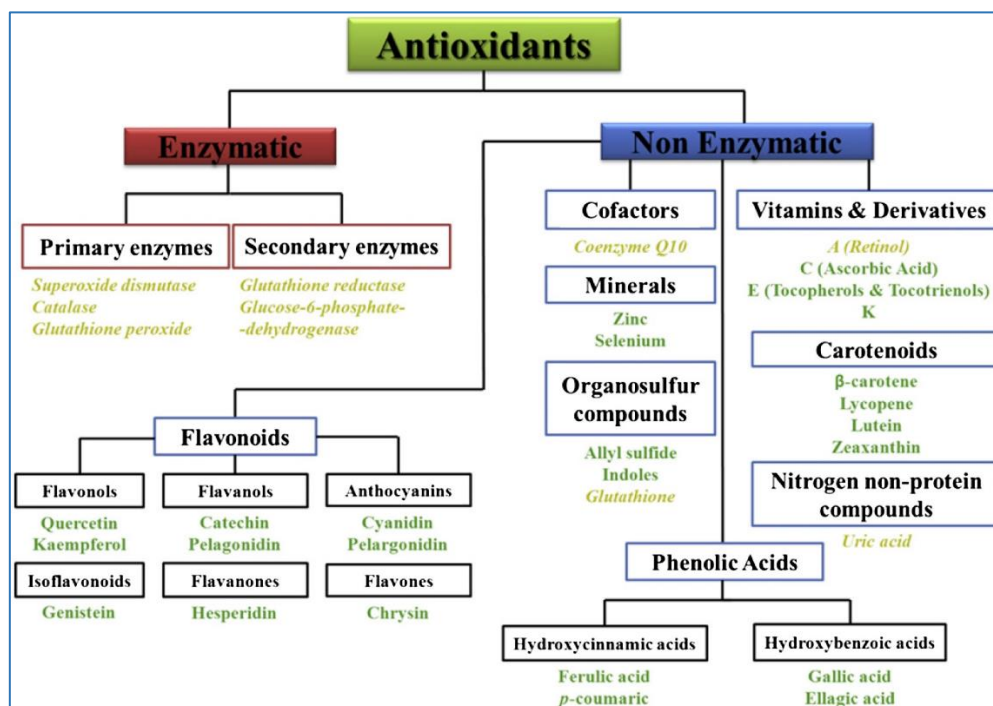 Antioxidants
Enzymatic
Non Enzymatic
Primary enzymes
Superoxide dismutase
Catalase
Glutathione peroxide
Secondary enzymes
Glutathione reductase
Glucose-6-phosphate-
-dehydrogenase
Cofactors
Coenzyme Q10
Minerals
Zinc
Selenium
Organosulfur
compounds
Allyl sulfide
Indoles
Glutathione
Vitamins & Derivatives
A (Retinol)
C (Ascorbic Acid)
E (Tocopherols & Tocotrienols)
K
Carotenoids
β-carotene
Lycopene
Lutein
Zeaxanthin
Nitrogen non-protein
compounds
Uric acid
Flavonoids
Flavonols
Quercetin
Kaempferol
Flavanols
Catechin
Pelagonidin
Anthocyanins
Cyanidin
Pelargonidin
Isoflavonoids
Genistein
Flavanones
Hesperidin
Flavones
Chrysin
Phenolic Acids
Hydroxycinnamic acids
Ferulic acid
p-coumaric
Hydroxybenzoic acids
Gallic acid
Ellagic acid